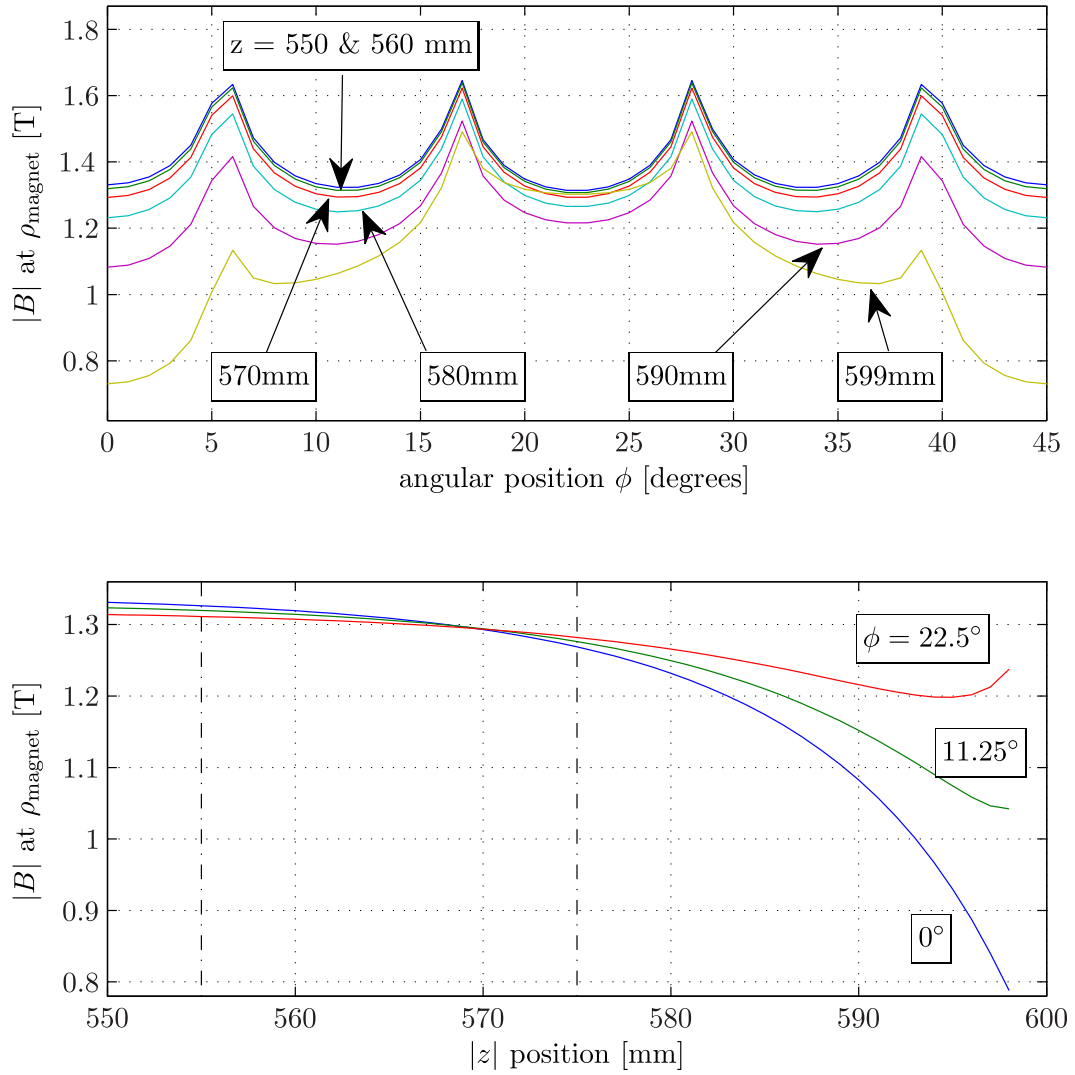 1.8
1.6
1.4
1.2
1
0.8
|B| at ρmagnet [T]
z = 550 & 560 mm
570mm
580mm
590mm
599mm
0 5 10 15 20 25 30 35 40 45
angular position ϕ [degrees]
1.3
1.2
1.1
1
0.9
0.8
|B| at ρmagnet [T]
ϕ = 22.5°
11.25°
0°
550 560 570 580 590 600
|z| position [mm]